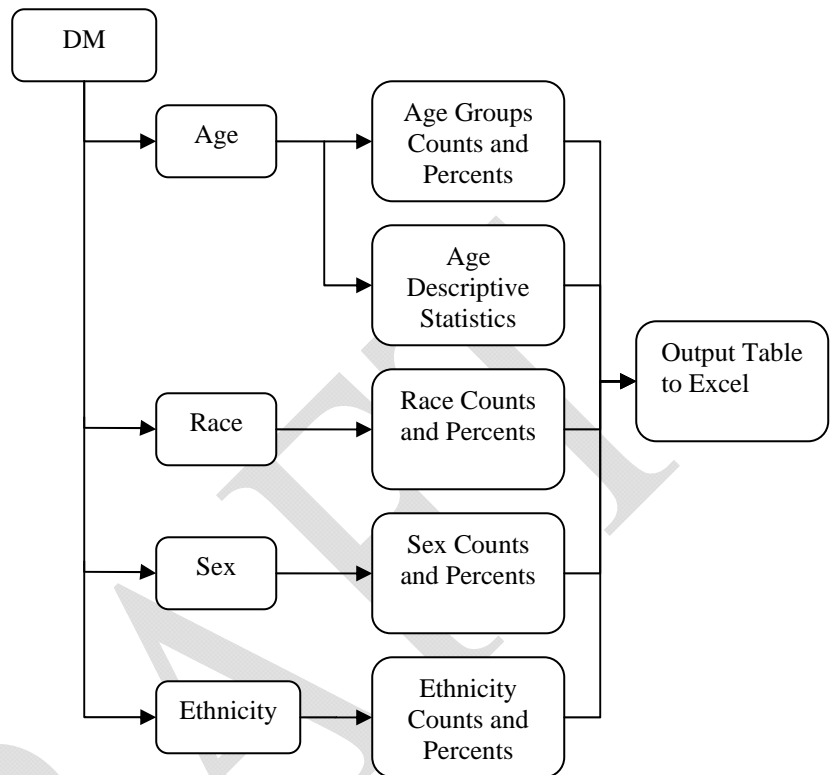 DM
Age
Age Groups
Counts and
Percents
Age
Descriptive
Statistics
Output Table
to Excel
Race
Race Counts
and Percents
Sex
Sex Counts
and Percents
Ethnicity
Ethnicity
Counts and
Percents
DRAFT